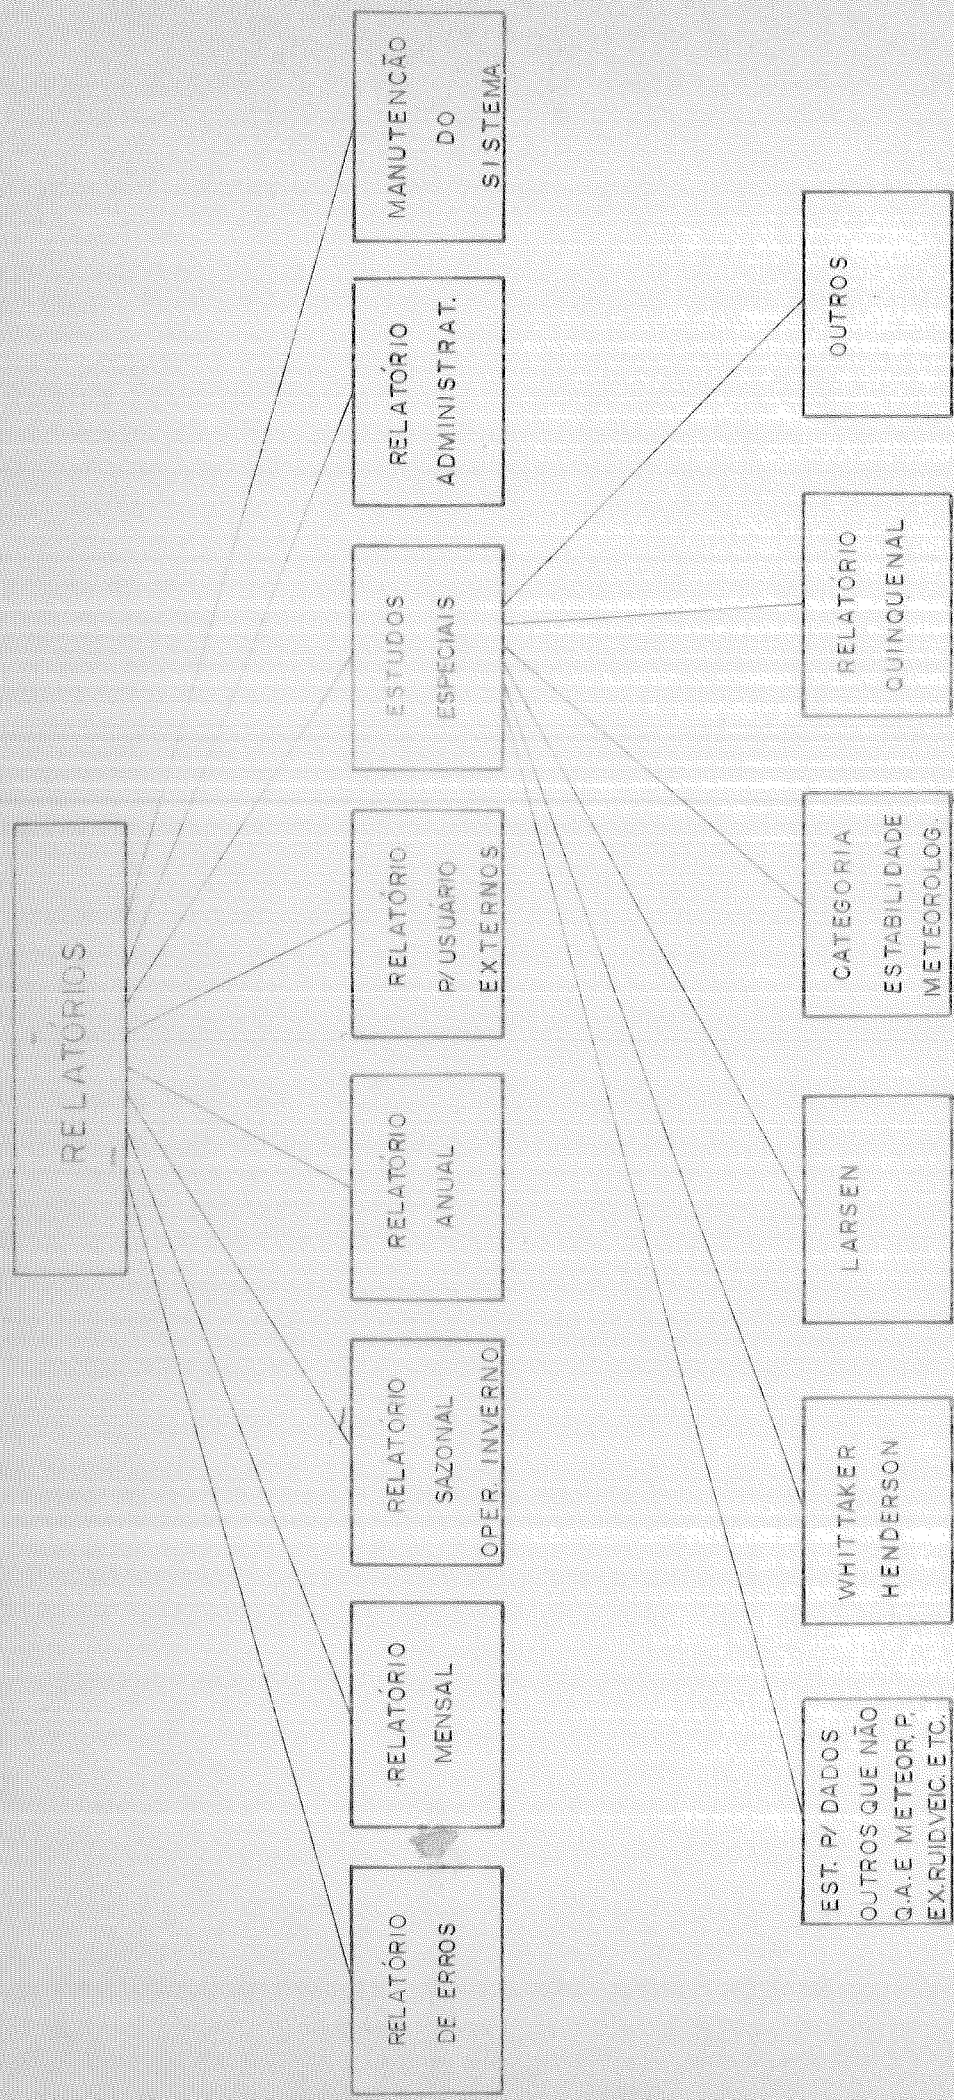 RELATÓRIOS
RELATÓRIO
DE ERROS
RELATÓRIO
MENSAL
RELATÓRIO
SAZONAL
OPER. INVERNO
RELATÓRIO
ANUAL
RELATÓRIO
P/ USUÁRIO
EXTERNOS
ESTUDOS
ESPECIAIS
RELATÓRIO
ADMINISTRAT.
MANUTENCÃO
DO
SISTEMA
EST. P/ DADOS
OUTROS QUE NÃO
Q.A. E METEOR, P.
EX. RUID. VEIC. ETC.
WHITTAKER
HENDERSON
LARSEN
CATEGORIA
ESTABILIDADE
METEOROLOG.
RELATÓRIO
QUINQUENAL
OUTROS